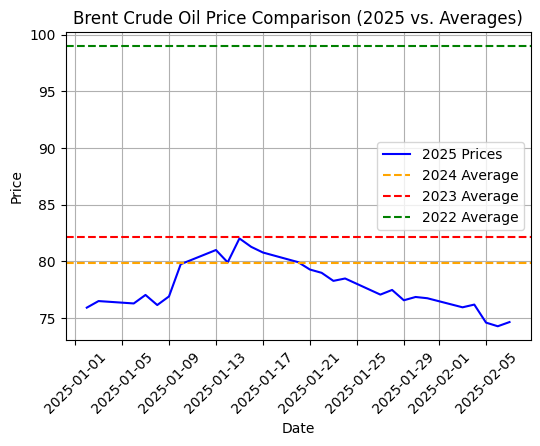 Brent Crude Oil Price Comparison (2025 vs. Averages)
100
95
90
85
80
75
Price
2025 Prices
2024 Average
2023 Average
2022 Average
2025-01-01
2025-01-05
2025-01-09
2025-01-13
2025-01-17
2025-01-21
2025-01-25
2025-01-29
2025-02-01
2025-02-05
Date